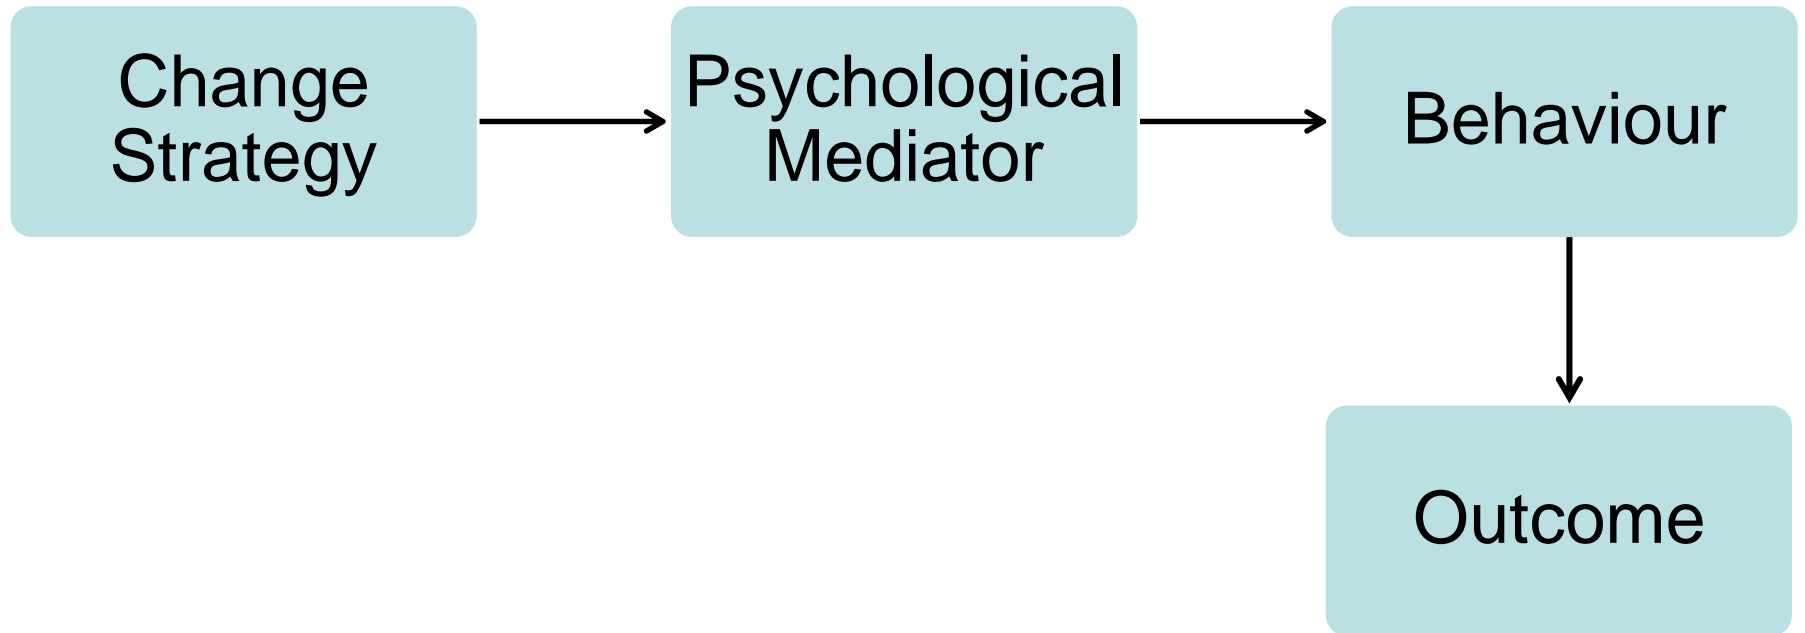 Change
Strategy
Psychological
Mediator
Behaviour
Outcome